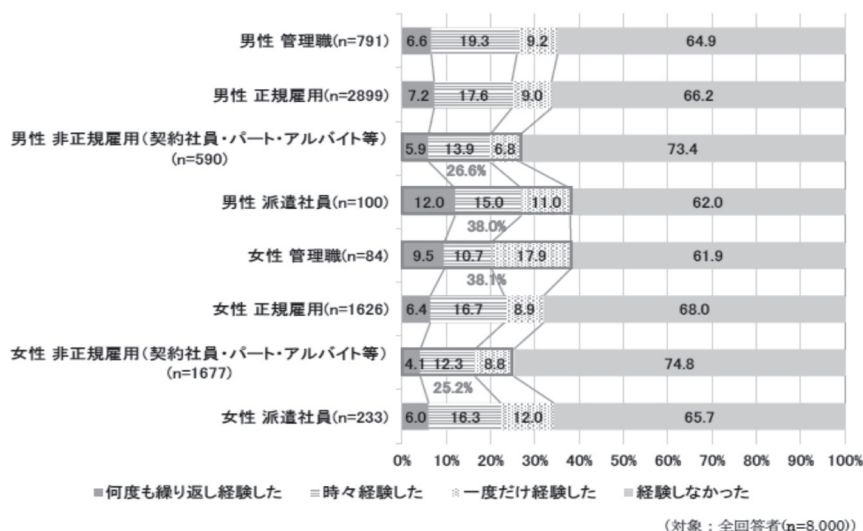 男性 管理職(n=791) 6.6 19.3 9.2 64.9
男性 正規雇用(n=2899) 7.2 17.6 9.0 66.2
男性 非正規雇用(契約社員・パート・アルバイト等)
(n=590) 5.9 13.9 6.8 73.4
26.6%
男性 派遣社員(n=100) 12.0 15.0 11.0 62.0
38.0%
女性 管理職(n=84) 9.5 10.7 17.9 61.9
38.1%
女性 正規雇用(n=1626) 6.4 16.7 8.9 68.0
女性 非正規雇用(契約社員・パート・アルバイト等)
(n=1677) 4.1 12.3 8.8 74.8
25.2%
女性 派遣社員(n=233) 6.0 16.3 12.0 65.7
0% 10% 20% 30% 40% 50% 60% 70% 80% 90% 100%
何度も繰り返し経験した 時々経験した 一度だけ経験した 経験しなかった
(対象:全回答者(n=8,000))